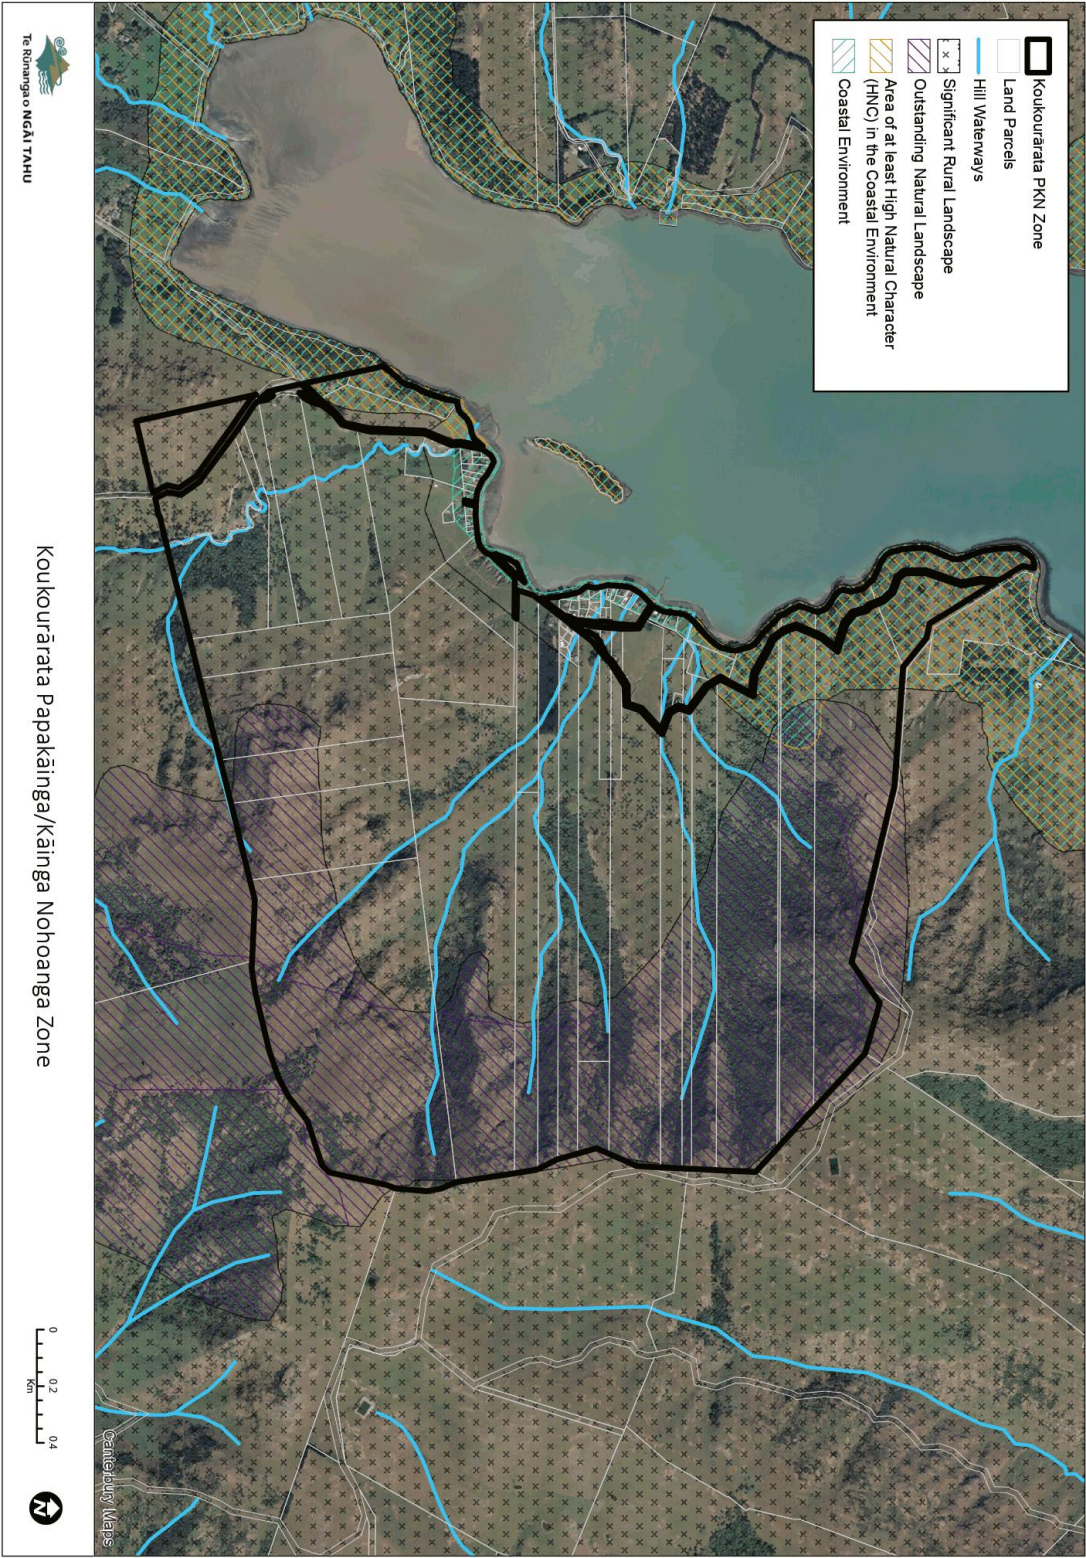 Koukourārata PKN Zone
Land Parcels
Hill Waterways
Significant Rural Landscape
Outstanding Natural Landscape
Area of at least High Natural Character
(HNC) in the Coastal Environment
Coastal Environment
Canterbury Maps
Te Rūnanga o NGĀI TAHU
Koukourārata Papakāinga/Kāinga Nohoanga Zone
0 0.2 0.4
Km
N